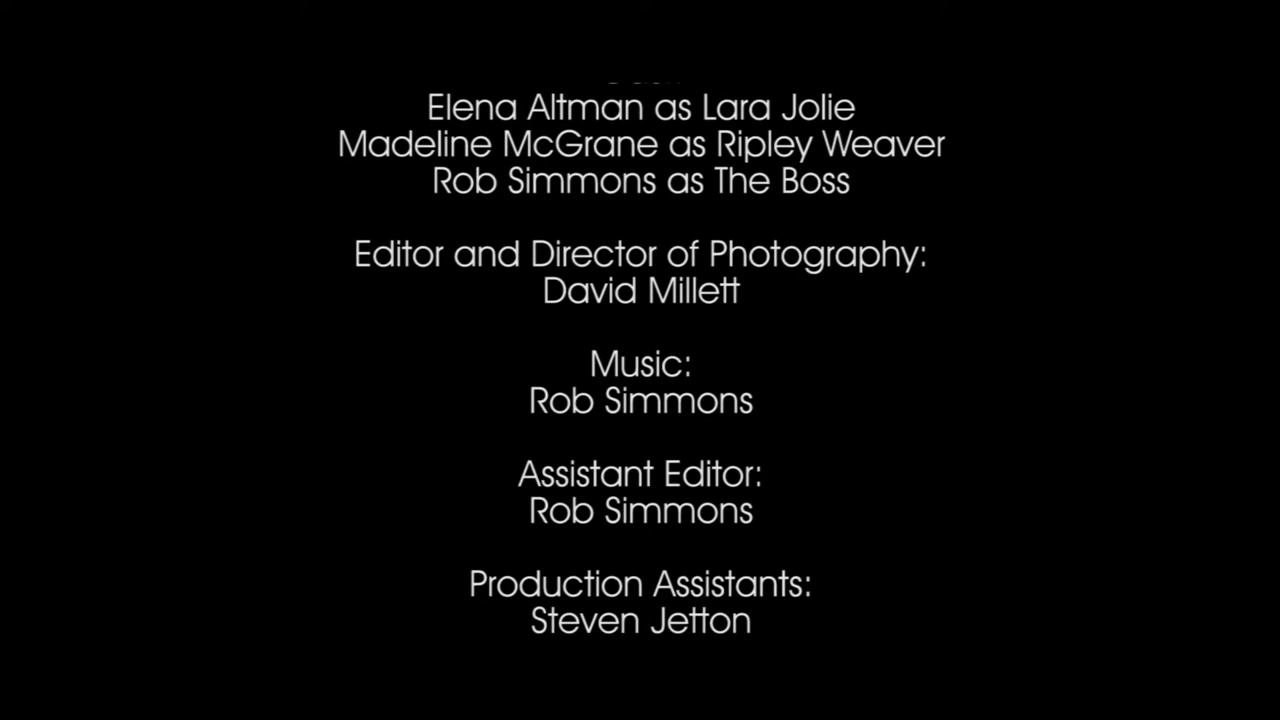 Elena Altman as Lara Jolie
Madeline McGrane as Ripley Weaver
Rob Simmons as The Boss
Editor and Director of Photography:
David Millett
Music:
Rob Simmons
Assistant Editor:
Rob Simmons
Production Assistants:
Steven Jetton